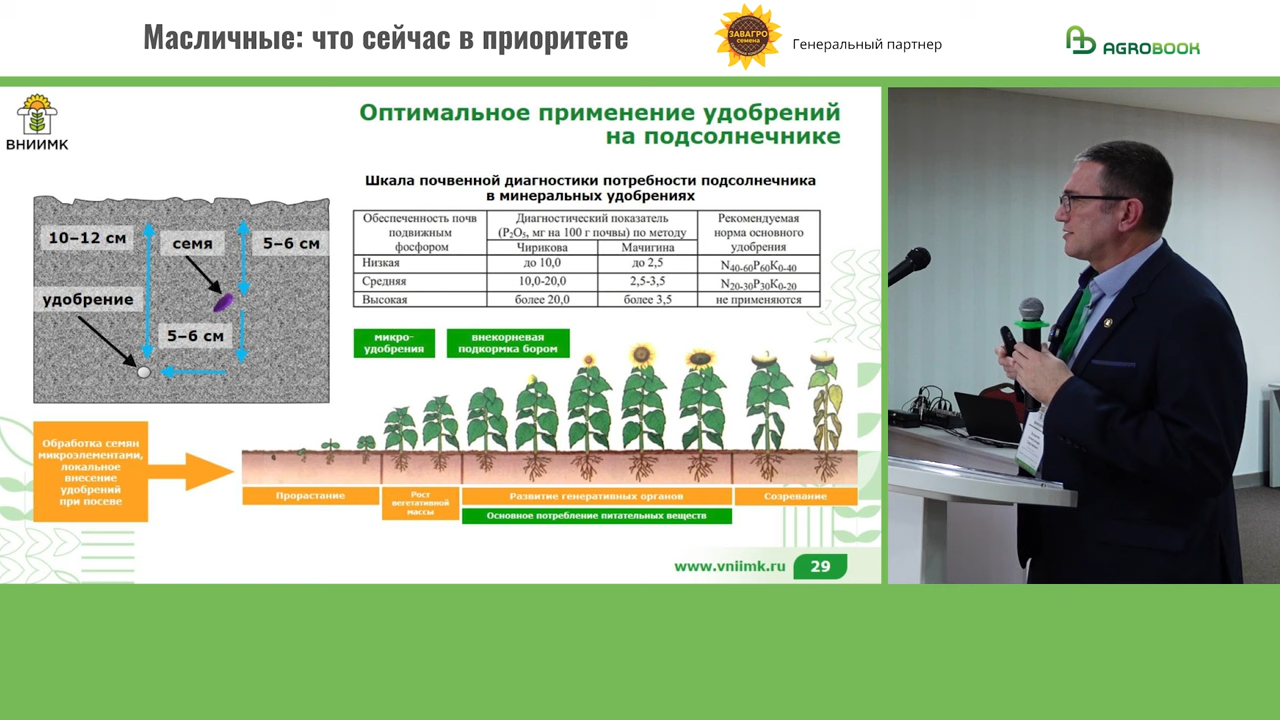 Масличные: что сейчас в приоритете
ЗАВАГРО
семена
Генеральный партнер
AGROBOOK
ВНИИМК
Оптимальное применение удобрений
на подсолнечнике
10–12 см
семя
5–6 см
удобрение
5–6 см
Шкала почвенной диагностики потребности подсолнечника
в минеральных удобрениях
Обеспеченность почв подвижным фосфором
Диагностический показатель (P2O5, мг на 100 г почвы) по методу
Рекомендуемая норма основного удобрения
Чирикова
Мачигина
Низкая до 10,0 до 2,5 N40-60P60K0-40
Средняя 10,0-20,0 2,5-3,5 N20-30P30K0-20
Высокая более 20,0 более 3,5 не применяются
микро-
удобрения
внекорневая
подкормка бором
Обработка семян
микроэлементами,
локальное
внесение
удобрений
при посеве
Прорастание
Рост
вегетативной
массы
Развитие генеративных органов
Созревание
Основное потребление питательных веществ
www.vniimk.ru
29